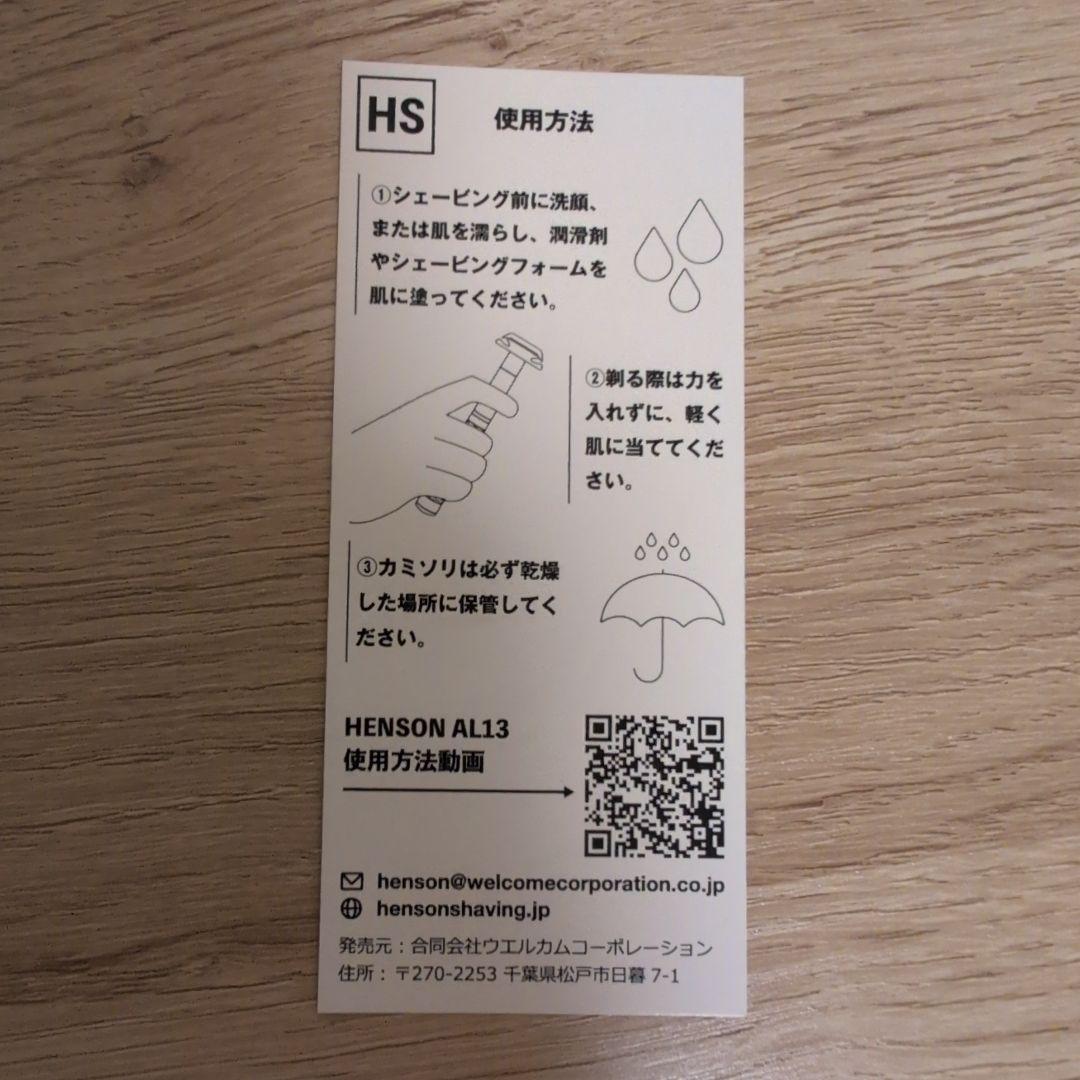 HS
使用方法
①シェービング前に洗顔、
または肌を濡らし、潤滑剤
やシェービングフォームを
肌に塗ってください。
②剃る際は力を
入れずに、軽く
肌に当ててくだ
さい。
③カミソリは必ず乾燥
した場所に保管してく
ださい。
HENSON AL13
使用方法動画
henson@welcomecorporation.co.jp
hensonshaving.jp
発売元：合同会社ウエルカムコーポレーション
住所：〒270-2253 千葉県松戸市日暮 7-1